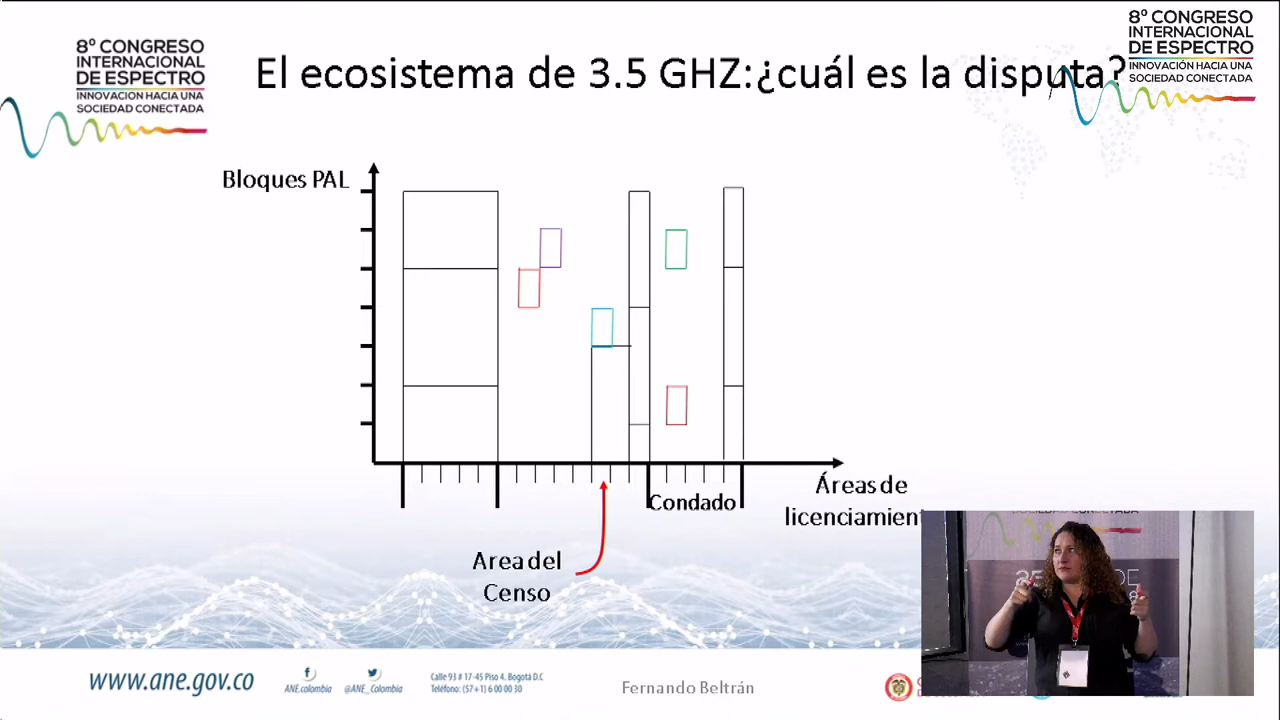 8º CONGRESO
INTERNACIONAL
DE ESPECTRO
INNOVACION HACIA UNA
SOCIEDAD CONECTADA
El ecosistema de 3.5 GHZ:¿cuál es la disputa?
8º CONGRESO
INTERNACIONAL
DE ESPECTRO
INNOVACIÓN HACIA UNA
SOCIEDAD CONECTADA
Bloques PAL
Condado
Áreas de
licenciamien
Area del
Censo
SOCIEDAD CONECTADA
www.ane.gov.co
ANE.colombia
@ANE_Colombia
Calle 93 # 17-45 Piso 4. Bogotá D.C
Teléfono: (57+1) 6 00 00 30
Fernando Beltrán